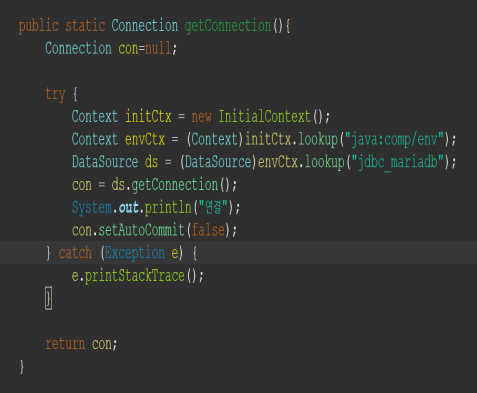 public static Connection getConnection(){
Connection con=null;
try {
Context initCtx = new InitialContext();
Context envCtx = (Context)initCtx.lookup("java:comp/env");
DataSource ds = (DataSource)envCtx.lookup("jdbc_mariadb");
con = ds.getConnection();
System.out.println("연결");
con.setAutoCommit(false);
} catch (Exception e) {
e.printStackTrace();
}
return con;
}